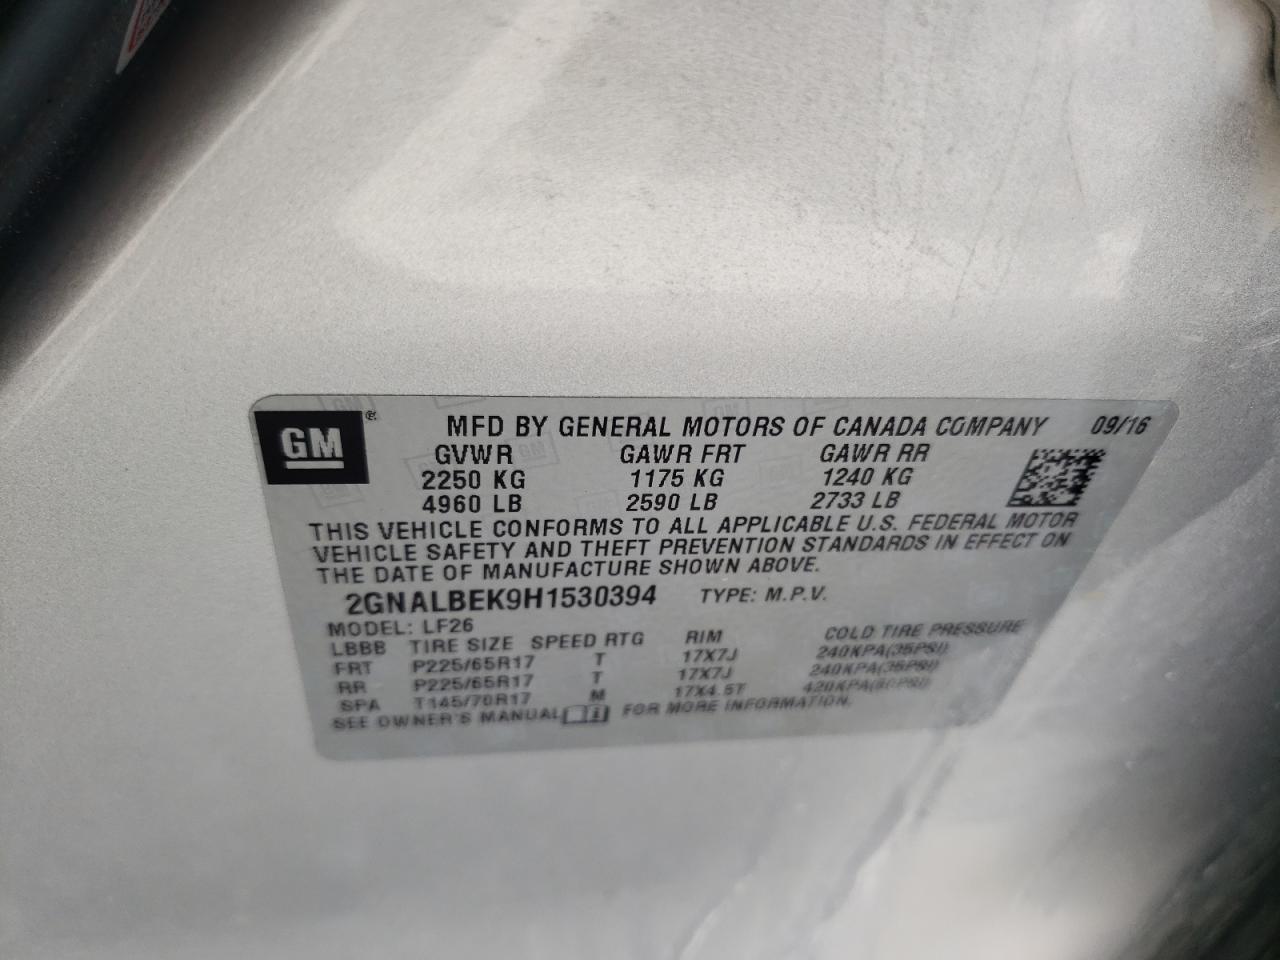 GM®
MFD BY GENERAL MOTORS OF CANADA COMPANY 09/16
GVWR GAWR FRT GAWR RR
2250 KG 1175 KG 1240 KG
4960 LB 2590 LB 2733 LB
THIS VEHICLE CONFORMS TO ALL APPLICABLE U.S. FEDERAL MOTOR
VEHICLE SAFETY AND THEFT PREVENTION STANDARDS IN EFFECT ON
THE DATE OF MANUFACTURE SHOWN ABOVE.
2GNALBEK9H1530394 TYPE: M.P.V.
MODEL: LF26
LBBB TIRE SIZE SPEED RTG RIM COLD TIRE PRESSURE
FRT P225/65R17 T 17X7J 240KPA(35PSI)
RR P225/65R17 T 17X7J 240KPA(35PSI)
SPA T145/70R17 M 17X4.5T 420KPA(60PSI)
SEE OWNER'S MANUAL FOR MORE INFORMATION.